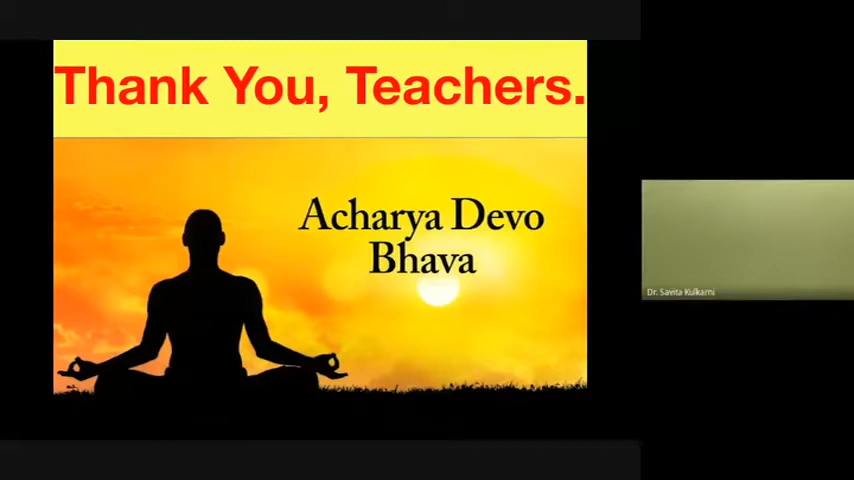 Thank You, Teachers.
Acharya Devo
Bhava
Dr. Savita Kulkarni